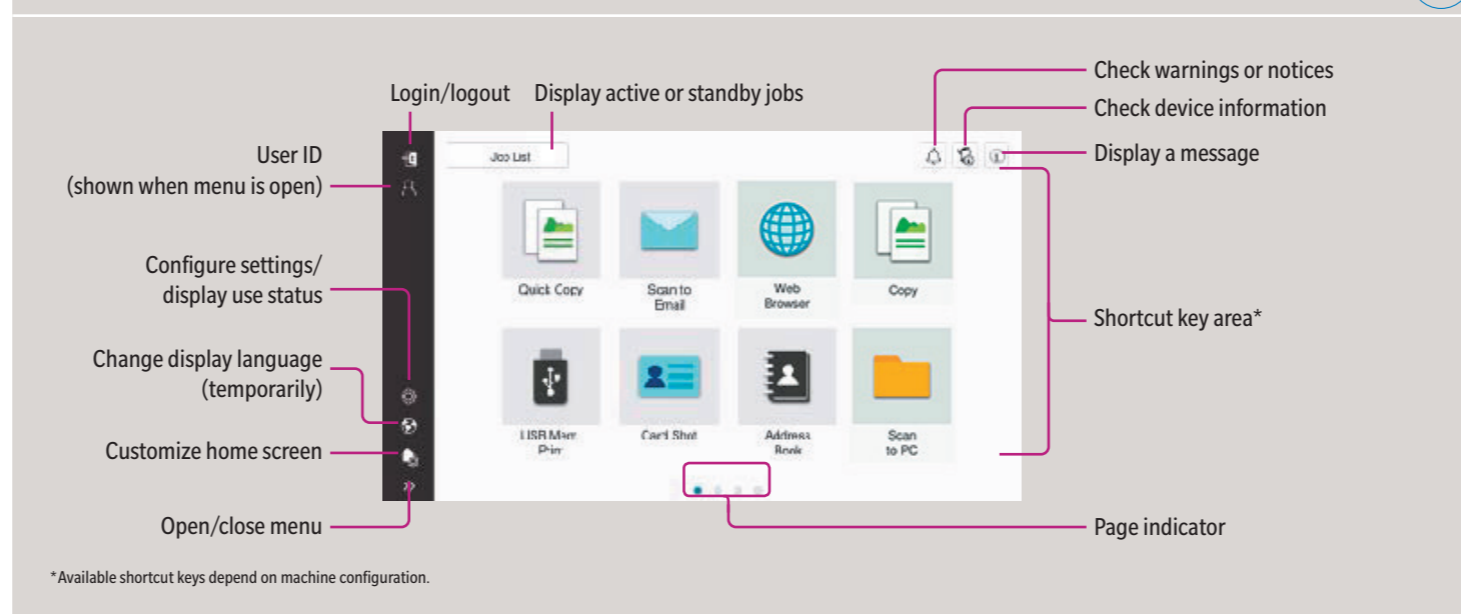 Check warnings or notices
Login/logout
Display active or standby jobs
Check device information
User ID
(shown when menu is open)
Job List
Display a message
Quick Copy
Scan to
Email
Web
Browser
Copy
Configure settings/
display use status
Shortcut key area*
Change display language
(temporarily)
USB Mem.
Print
Card Shot
Address
Book
Scan
to PC
Customize home screen
Open/close menu
Page indicator
*Available shortcut keys depend on machine configuration.